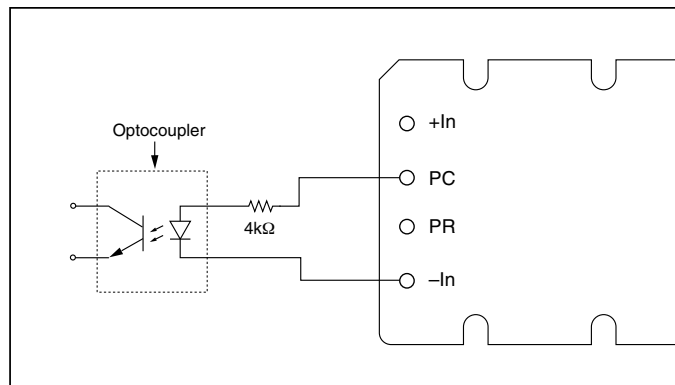 Optocoupler
4kΩ
+In
PC
PR
–In